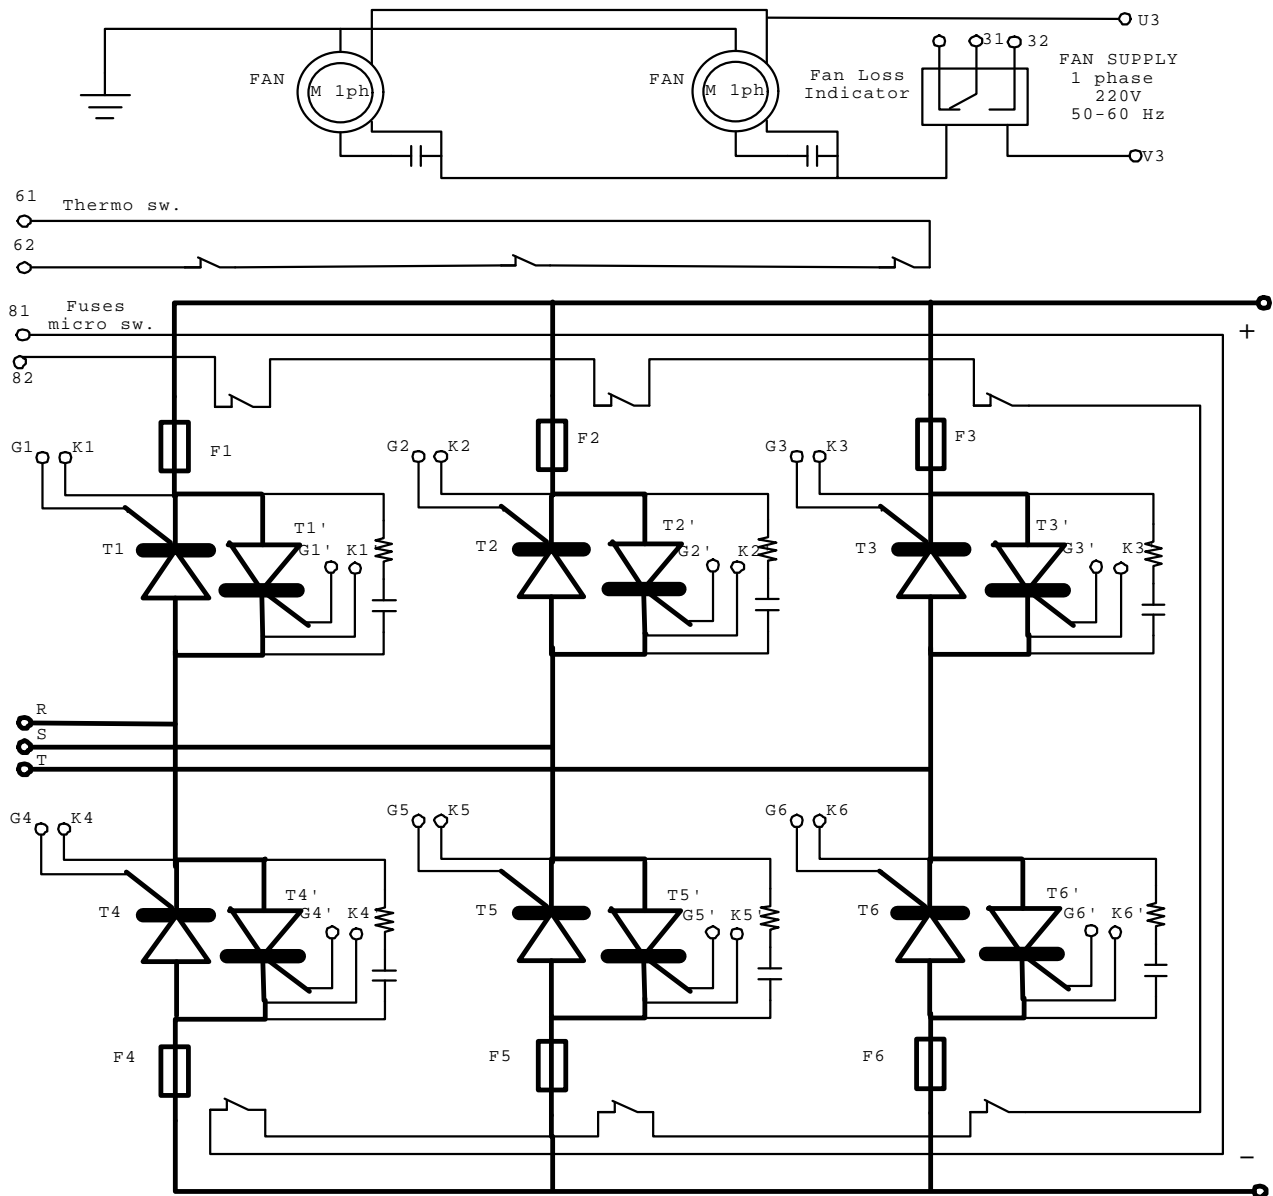 U3
31 32
FAN
M 1ph
FAN
M 1ph
Fan Loss
Indicator
FAN SUPPLY
1 phase
220V
50-60 Hz
V3
61
Thermo sw.
62
81
Fuses
micro sw.
82
+
F1
F2
F3
G1 K1
G2 K2
G3 K3
T1
T1'
G1' K1'
T2
T2'
G2' K2'
T3
T3'
G3' K3
R
S
T
G4 K4
G5 K5
G6 K6
T4
T4'
G4' K4
T5
T5'
G5' K5'
T6
T6'
G6' K6'
F4
F5
F6
-